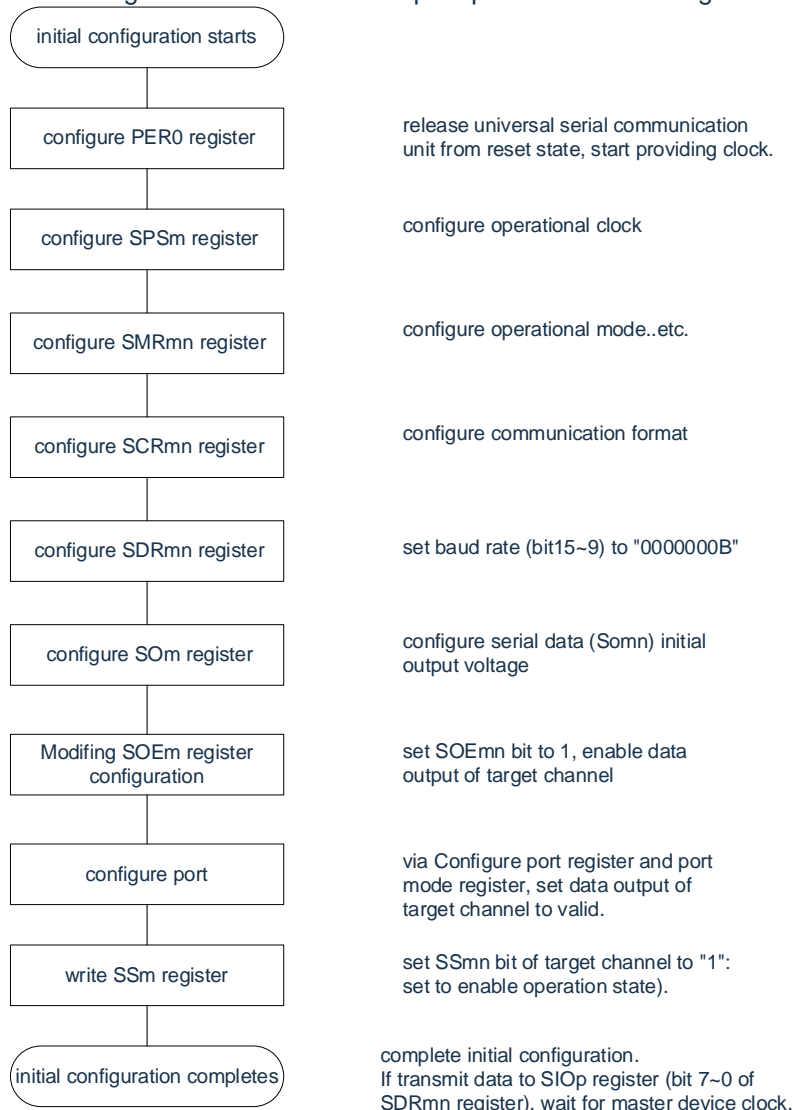 initial configuration starts
configure PER0 register
release universal serial communication
unit from reset state, start providing clock.
configure SPSm register
configure operational clock
configure SMRmn register
configure operational mode..etc.
configure SCRmn register
configure communication format
configure SDRmn register
set baud rate (bit15~9) to "0000000B"
configure SOm register
configure serial data (Somn) initial
output voltage
Modifing SOEm register
configuration
set SOEmn bit to 1, enable data
output of target channel
configure port
via Configure port register and port
mode register, set data output of
target channel to valid.
write SSm register
set SSmn bit of target channel to "1":
set to enable operation state).
initial configuration completes
complete initial configuration.
If transmit data to SIOp register (bit 7~0 of
SDRmn register), wait for master device clock.